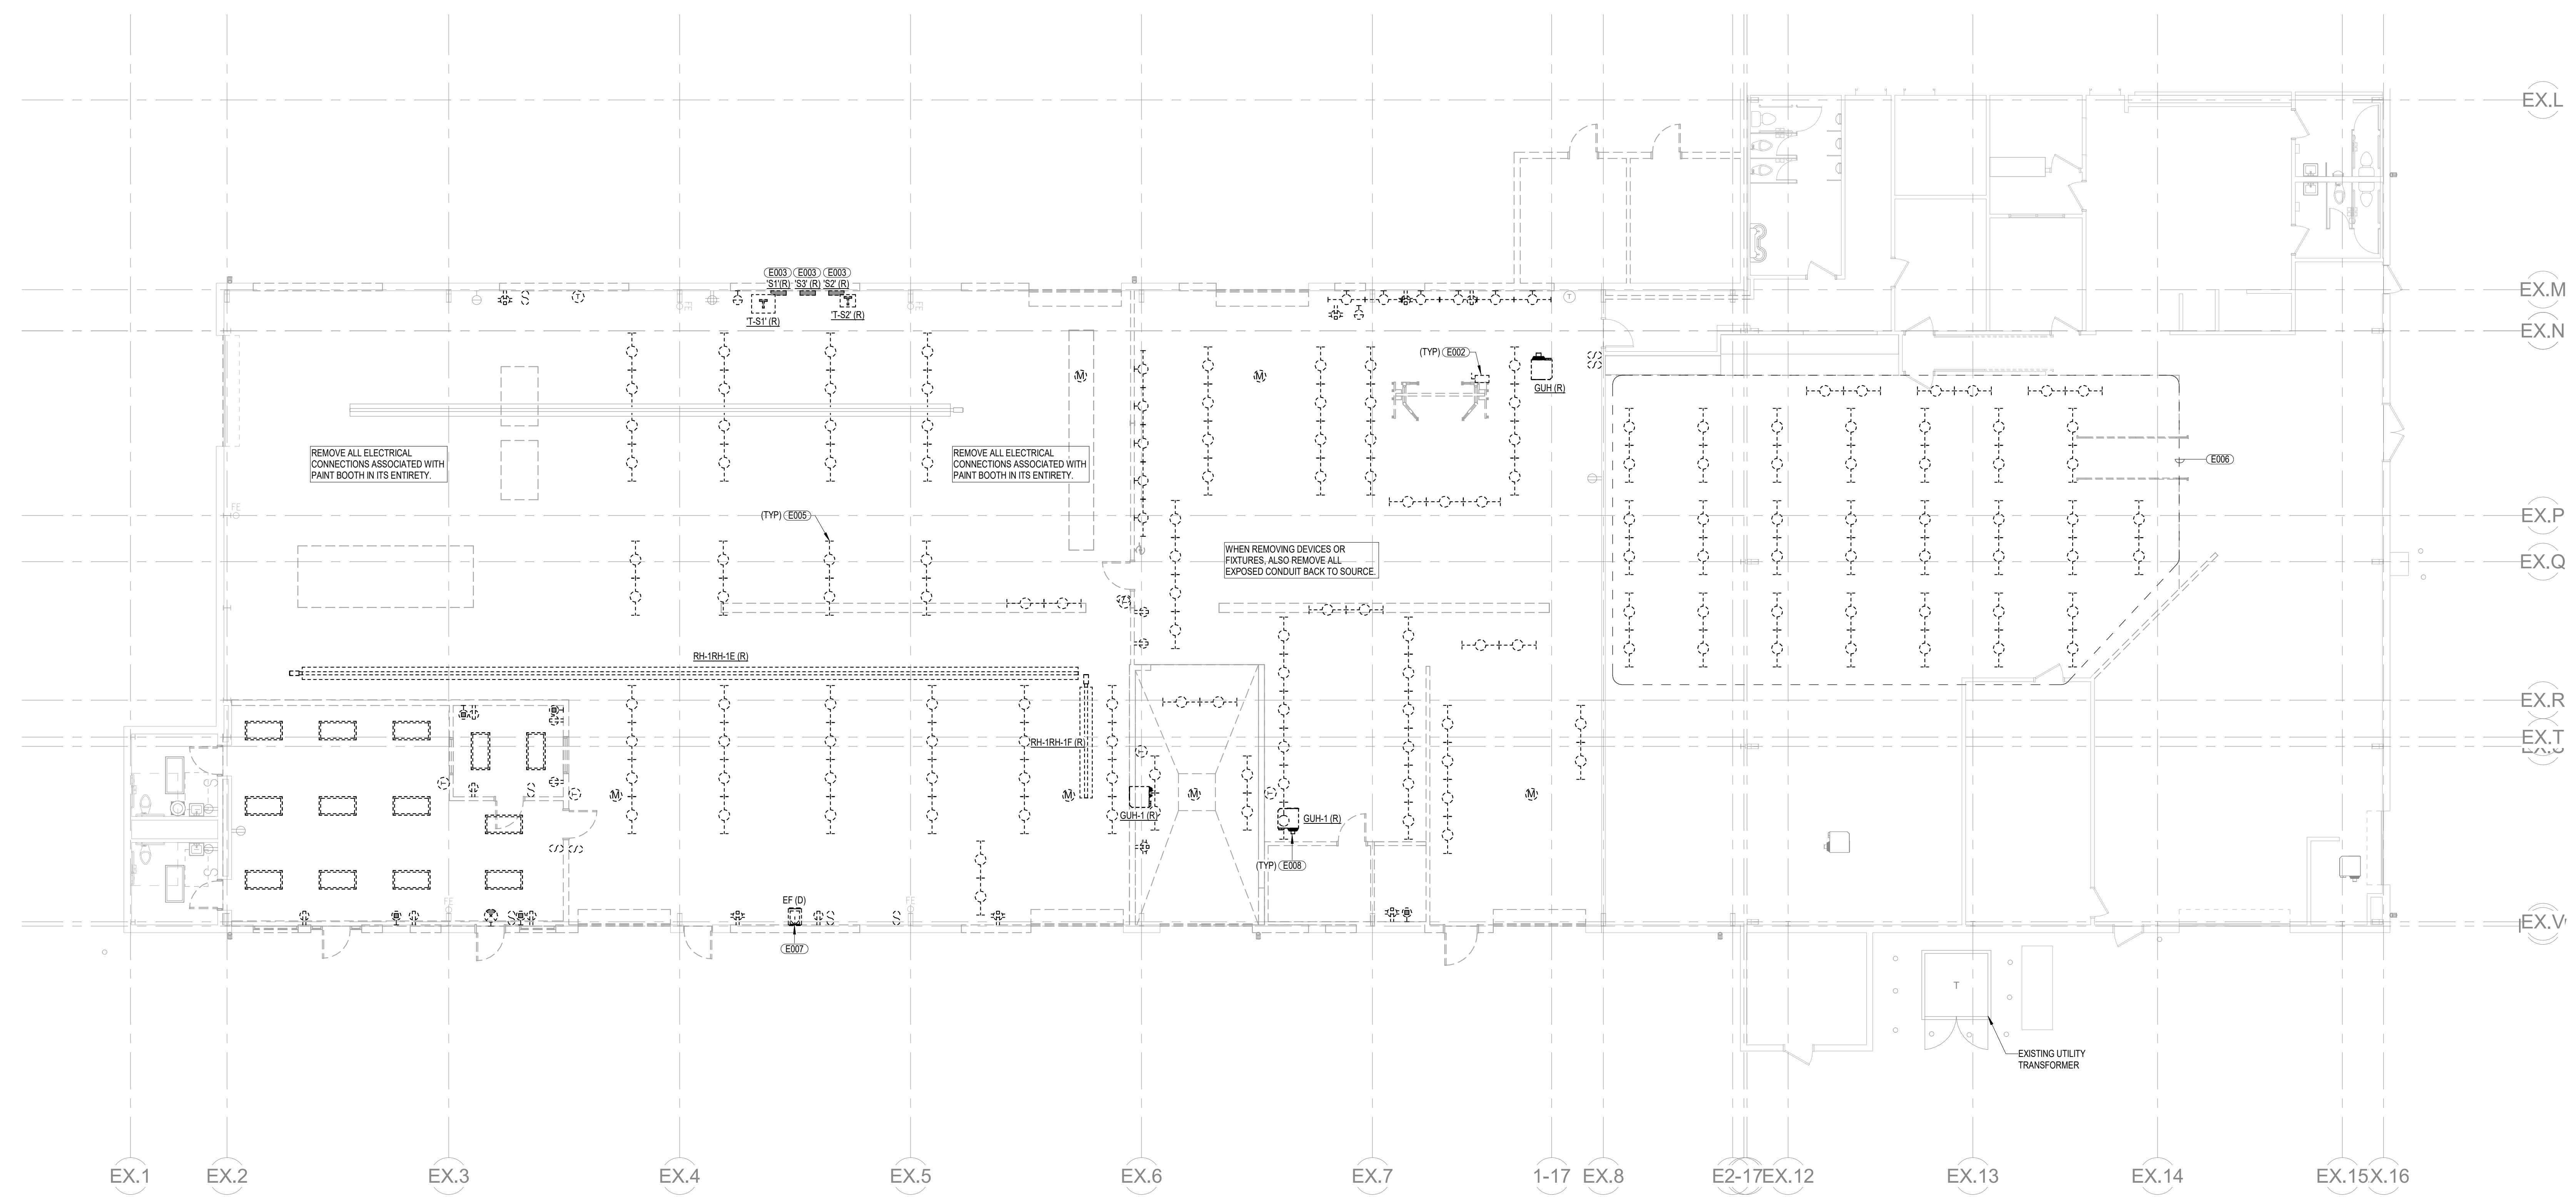 EX.L
E003 E003 E003
'S1'(R) 'S3' (R) 'S2' (R)
'T-S1' (R)
'T-S2' (R)
T
EX.M
EX.N
(TYP) E002
GUH (R)
M
M
REMOVE ALL ELECTRICAL
CONNECTIONS ASSOCIATED WITH
PAINT BOOTH IN ITS ENTIRETY.
REMOVE ALL ELECTRICAL
CONNECTIONS ASSOCIATED WITH
PAINT BOOTH IN ITS ENTIRETY.
E006
FE
(TYP) E005
EX.P
WHEN REMOVING DEVICES OR
FIXTURES, ALSO REMOVE ALL
EXPOSED CONDUIT BACK TO SOURCE.
EX.Q
RH-1RH-1E (R)
EX.R
RH-1RH-1F (R)
EX.T
M
M
M
M
GUH-1 (R)
GUH-1 (R)
(TYP) E008
EF (D)
FE
FE
E007
EX.V
T
EXISTING UTILITY
TRANSFORMER
EX.1
EX.2
EX.3
EX.4
EX.5
EX.6
EX.7
1-17
EX.8
E2-17
EX.12
EX.13
EX.14
EX.15
X.16